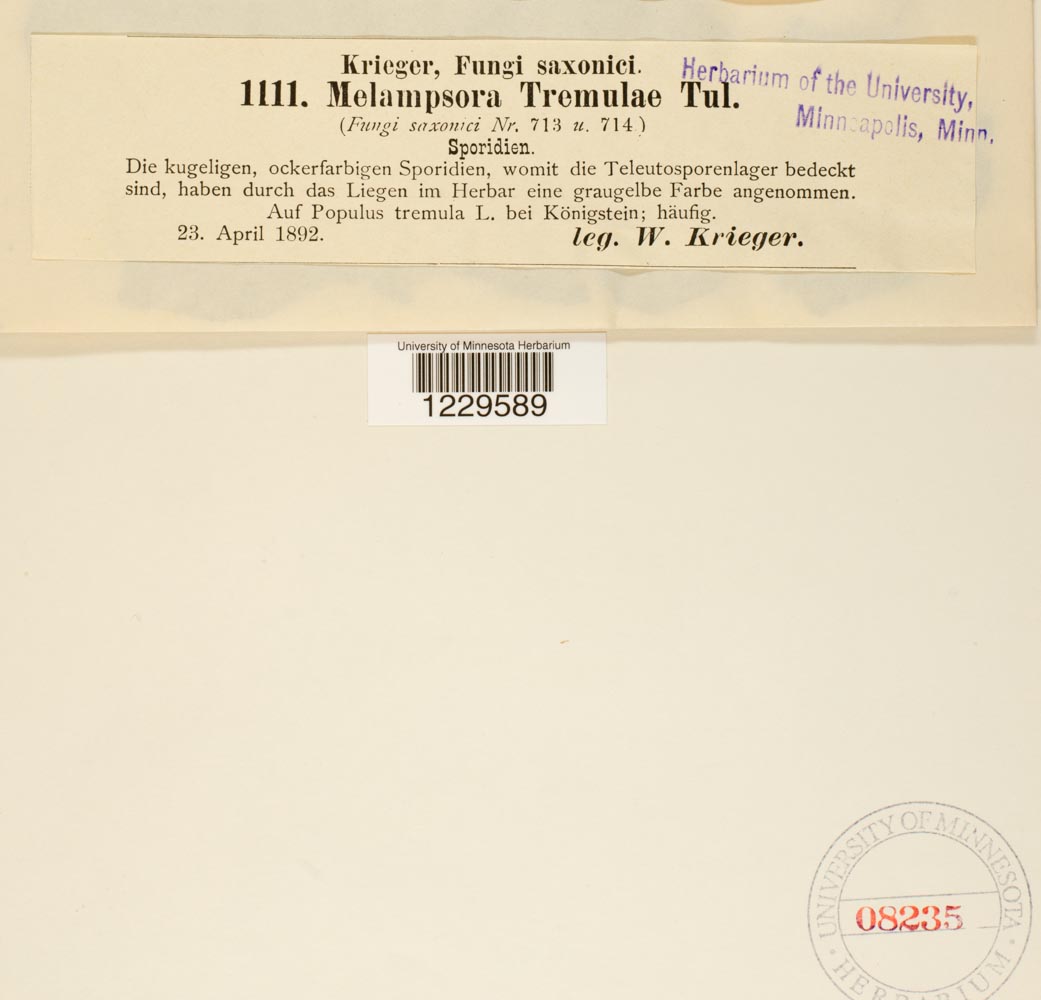 Krieger, Fungi saxonici.
1111. Melampsora Tremulae Tul.
(Fungi saxonici Nr. 713 u. 714)
Sporidien.
Die kugeligen, ockerfarbigen Sporidien, womit die Teleutosporenlager bedeckt
sind, haben durch das Liegen im Herbar eine graugelbe Farbe angenommen.
Auf Populus tremula L. bei Königstein; häufig.
23. April 1892. leg. W. Krieger.
Herbarium of the University,
Minneapolis, Minn.
University of Minnesota Herbarium
1229589
UNIVERSITY OF MINNESOTA
08235
HERBARIUM